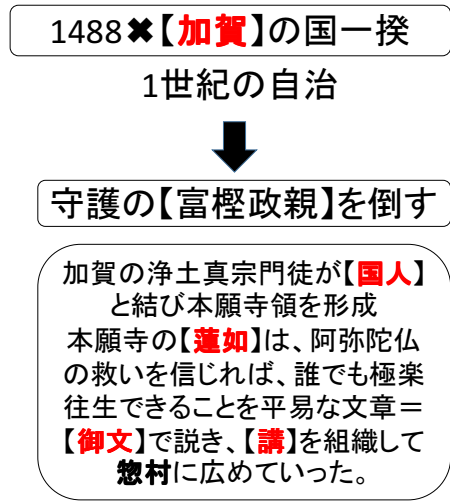 1488✖【加賀】の国一揆
1世紀の自治
守護の【富樫政親】を倒す
加賀の浄土真宗門徒が【国人】
と結び本願寺領を形成
本願寺の【蓮如】は、阿弥陀仏
の救いを信じれば、誰でも極楽
往生できることを平易な文章＝
【御文】で説き、【講】を組織して
惣村に広めていった。